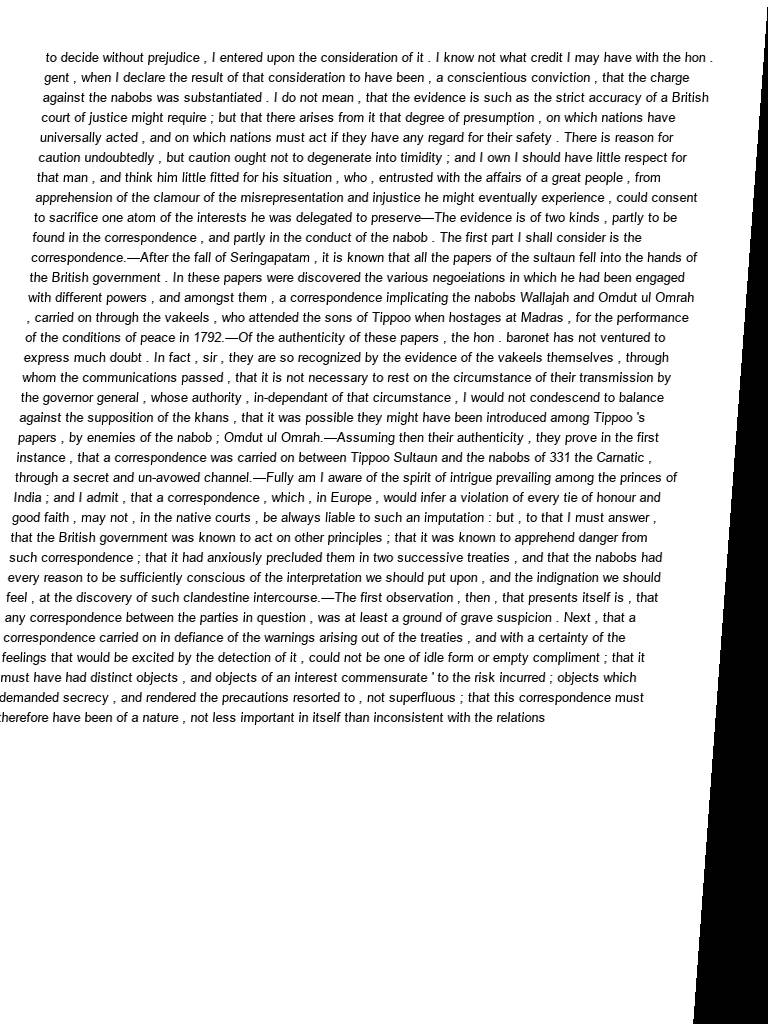 to decide without prejudice , I entered upon the consideration of it . I know not what credit I may have with the hon .
gent , when I declare the result of that consideration to have been , a conscientious conviction , that the charge
against the nabobs was substantiated . I do not mean , that the evidence is such as the strict accuracy of a British
court of justice might require ; but that there arises from it that degree of presumption , on which nations have
universally acted , and on which nations must act if they have any regard for their safety . There is reason for
caution undoubtedly , but caution ought not to degenerate into timidity ; and I own I should have little respect for
that man , and think him little fitted for his situation , who , entrusted with the affairs of a great people , from
apprehension of the clamour of the misrepresentation and injustice he might eventually experience , could consent
to sacrifice one atom of the interests he was delegated to preserve—The evidence is of two kinds , partly to be
found in the correspondence , and partly in the conduct of the nabob . The first part I shall consider is the
correspondence.—After the fall of Seringapatam , it is known that all the papers of the sultaun fell into the hands of
the British government . In these papers were discovered the various negoeiations in which he had been engaged
with different powers , and amongst them , a correspondence implicating the nabobs Wallajah and Omdut ul Omrah
, carried on through the vakeels , who attended the sons of Tippoo when hostages at Madras , for the performance
of the conditions of peace in 1792.—Of the authenticity of these papers , the hon . baronet has not ventured to
express much doubt . In fact , sir , they are so recognized by the evidence of the vakeels themselves , through
whom the communications passed , that it is not necessary to rest on the circumstance of their transmission by
the governor general , whose authority , in-dependant of that circumstance , I would not condescend to balance
against the supposition of the khans , that it was possible they might have been introduced among Tippoo 's
papers , by enemies of the nabob ; Omdut ul Omrah.—Assuming then their authenticity , they prove in the first
instance , that a correspondence was carried on between Tippoo Sultaun and the nabobs of 331 the Carnatic ,
through a secret and un-avowed channel.—Fully am I aware of the spirit of intrigue prevailing among the princes of
India ; and I admit , that a correspondence , which , in Europe , would infer a violation of every tie of honour and
good faith , may not , in the native courts , be always liable to such an imputation : but , to that I must answer ,
that the British government was known to act on other principles ; that it was known to apprehend danger from
such correspondence ; that it had anxiously precluded them in two successive treaties , and that the nabobs had
every reason to be sufficiently conscious of the interpretation we should put upon , and the indignation we should
feel , at the discovery of such clandestine intercourse.—The first observation , then , that presents itself is , that
any correspondence between the parties in question , was at least a ground of grave suspicion . Next , that a
correspondence carried on in defiance of the warnings arising out of the treaties , and with a certainty of the
feelings that would be excited by the detection of it , could not be one of idle form or empty compliment ; that it
must have had distinct objects , and objects of an interest commensurate ' to the risk incurred ; objects which
demanded secrecy , and rendered the precautions resorted to , not superfluous ; that this correspondence must
therefore have been of a nature , not less important in itself than inconsistent with the relations